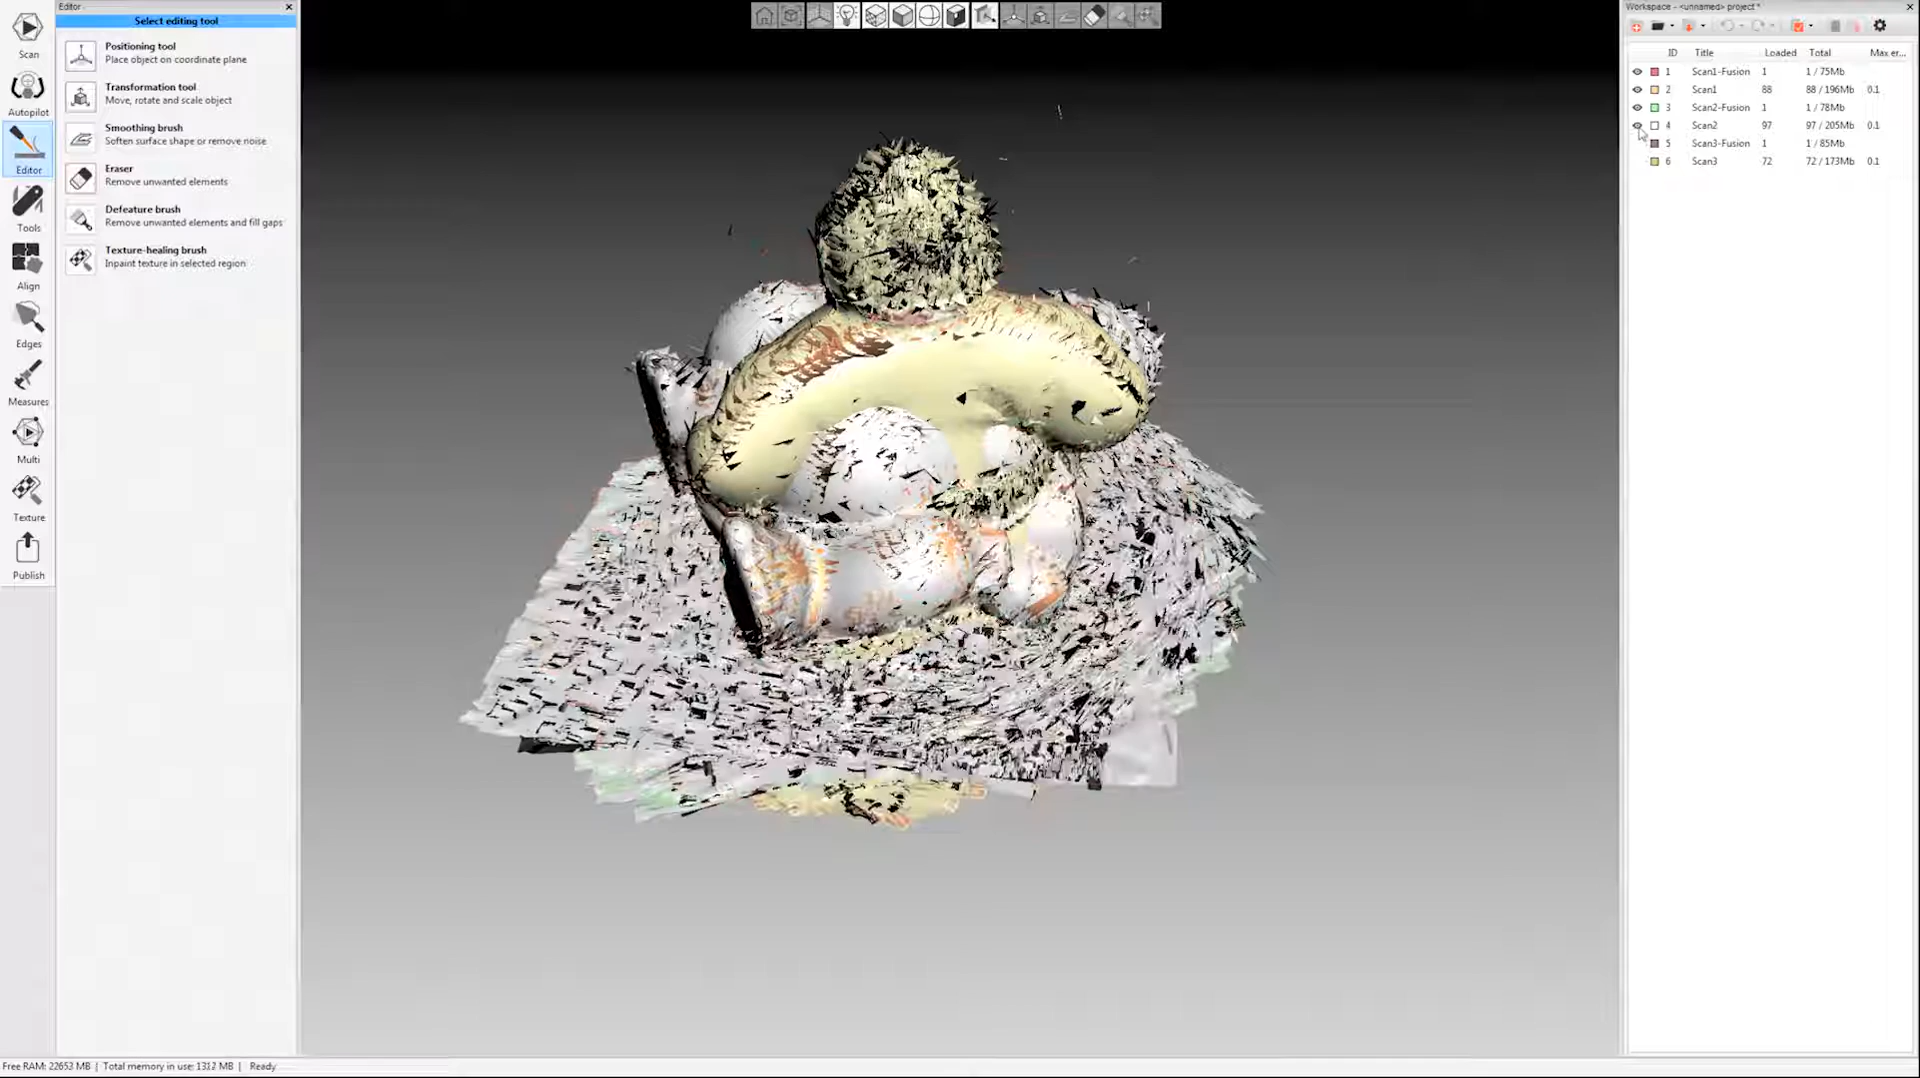 Editor
Select editing tool
Positioning tool
Place object on coordinate plane
Transformation tool
Move, rotate and scale object
Smoothing brush
Soften surface shape or remove noise
Eraser
Remove unwanted elements
Defeature brush
Remove unwanted elements and fill gaps
Texture-healing brush
Inpaint texture in selected region
Scan
Autopilot
Editor
Tools
Align
Edges
Measures
Multi
Texture
Publish
Workspace - <unnamed> project *
ID Title Loaded Total Max er...
1 Scan1-Fusion 1 1 / 75Mb
2 Scan1 88 88 / 196Mb 0.1
3 Scan2-Fusion 1 1 / 78Mb
4 Scan2 97 97 / 205Mb 0.1
5 Scan3-Fusion 1 1 / 85Mb
6 Scan3 72 72 / 173Mb 0.1
Free RAM: 22653 MB | Total memory in use: 1312 MB | Ready